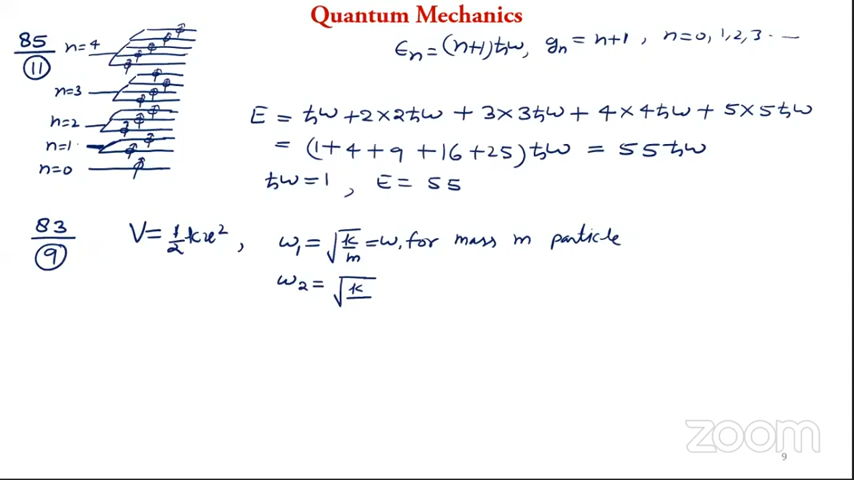 Quantum Mechanics
85
11
n=4
n=3
n=2
n=1
n=0
ϵn = (n+1)ħω, gn = n+1 , n=0,1,2,3 · · —
E = ħω + 2×2ħω + 3×3ħω + 4×4ħω + 5×5ħω
= (1+4+9+16+25)ħω = 55ħω
ħω=1 , E= 55
83
9
V=½kx² , ω₁ = √k/m = ω, for mass m particle
ω₂ = √k
zoom
9